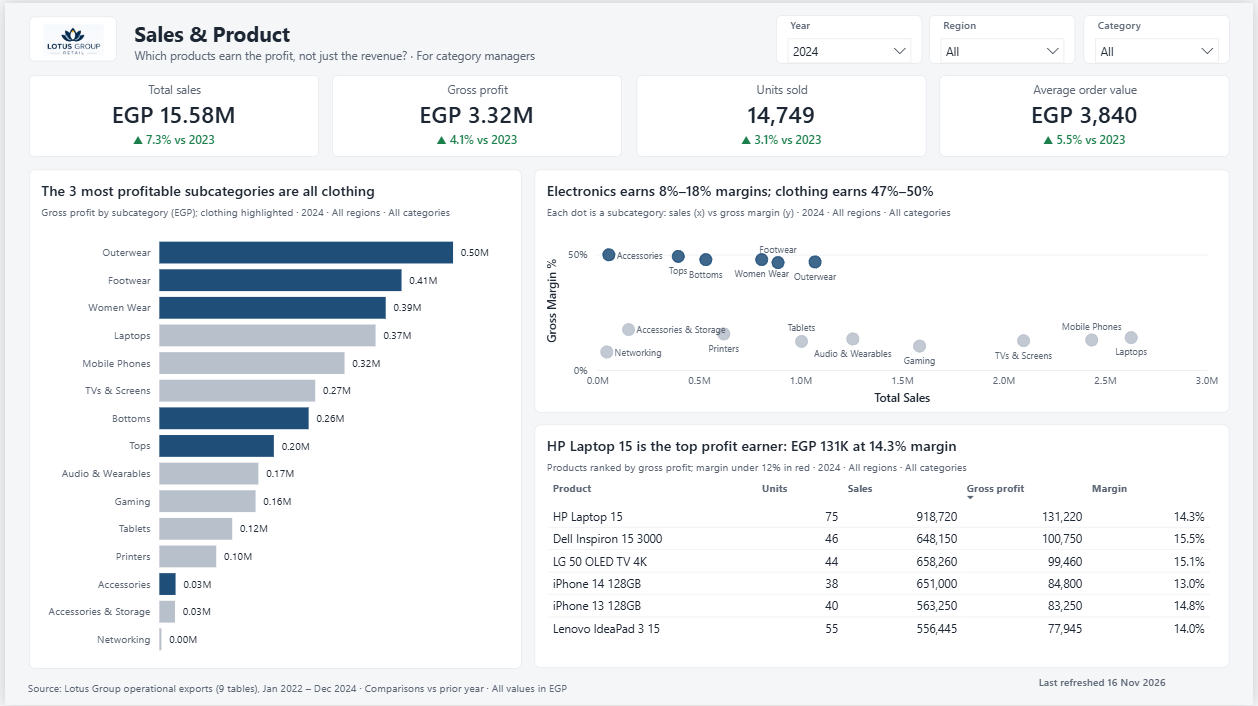 LOTUS GROUP
RETAIL
Sales & Product
Which products earn the profit, not just the revenue? · For category managers
Year
2024
Region
All
Category
All
Total sales
EGP 15.58M
▲ 7.3% vs 2023
Gross profit
EGP 3.32M
▲ 4.1% vs 2023
Units sold
14,749
▲ 3.1% vs 2023
Average order value
EGP 3,840
▲ 5.5% vs 2023
The 3 most profitable subcategories are all clothing
Gross profit by subcategory (EGP); clothing highlighted · 2024 · All regions · All categories
Outerwear 0.50M
Footwear 0.41M
Women Wear 0.39M
Laptops 0.37M
Mobile Phones 0.32M
TVs & Screens 0.27M
Bottoms 0.26M
Tops 0.20M
Audio & Wearables 0.17M
Gaming 0.16M
Tablets 0.12M
Printers 0.10M
Accessories 0.03M
Accessories & Storage 0.03M
Networking 0.00M
Electronics earns 8%–18% margins; clothing earns 47%–50%
Each dot is a subcategory: sales (x) vs gross margin (y) · 2024 · All regions · All categories
Gross Margin %
50%
0%
Accessories
Tops
Bottoms
Footwear
Women Wear
Outerwear
Accessories & Storage
Networking
Printers
Tablets
Audio & Wearables
Gaming
TVs & Screens
Mobile Phones
Laptops
0.0M 0.5M 1.0M 1.5M 2.0M 2.5M 3.0M
Total Sales
HP Laptop 15 is the top profit earner: EGP 131K at 14.3% margin
Products ranked by gross profit; margin under 12% in red · 2024 · All regions · All categories
Product Units Sales Gross profit Margin
HP Laptop 15 75 918,720 131,220 14.3%
Dell Inspiron 15 3000 46 648,150 100,750 15.5%
LG 50 OLED TV 4K 44 658,260 99,460 15.1%
iPhone 14 128GB 38 651,000 84,800 13.0%
iPhone 13 128GB 40 563,250 83,250 14.8%
Lenovo IdeaPad 3 15 55 556,445 77,945 14.0%
Source: Lotus Group operational exports (9 tables), Jan 2022 – Dec 2024 · Comparisons vs prior year · All values in EGP
Last refreshed 16 Nov 2026